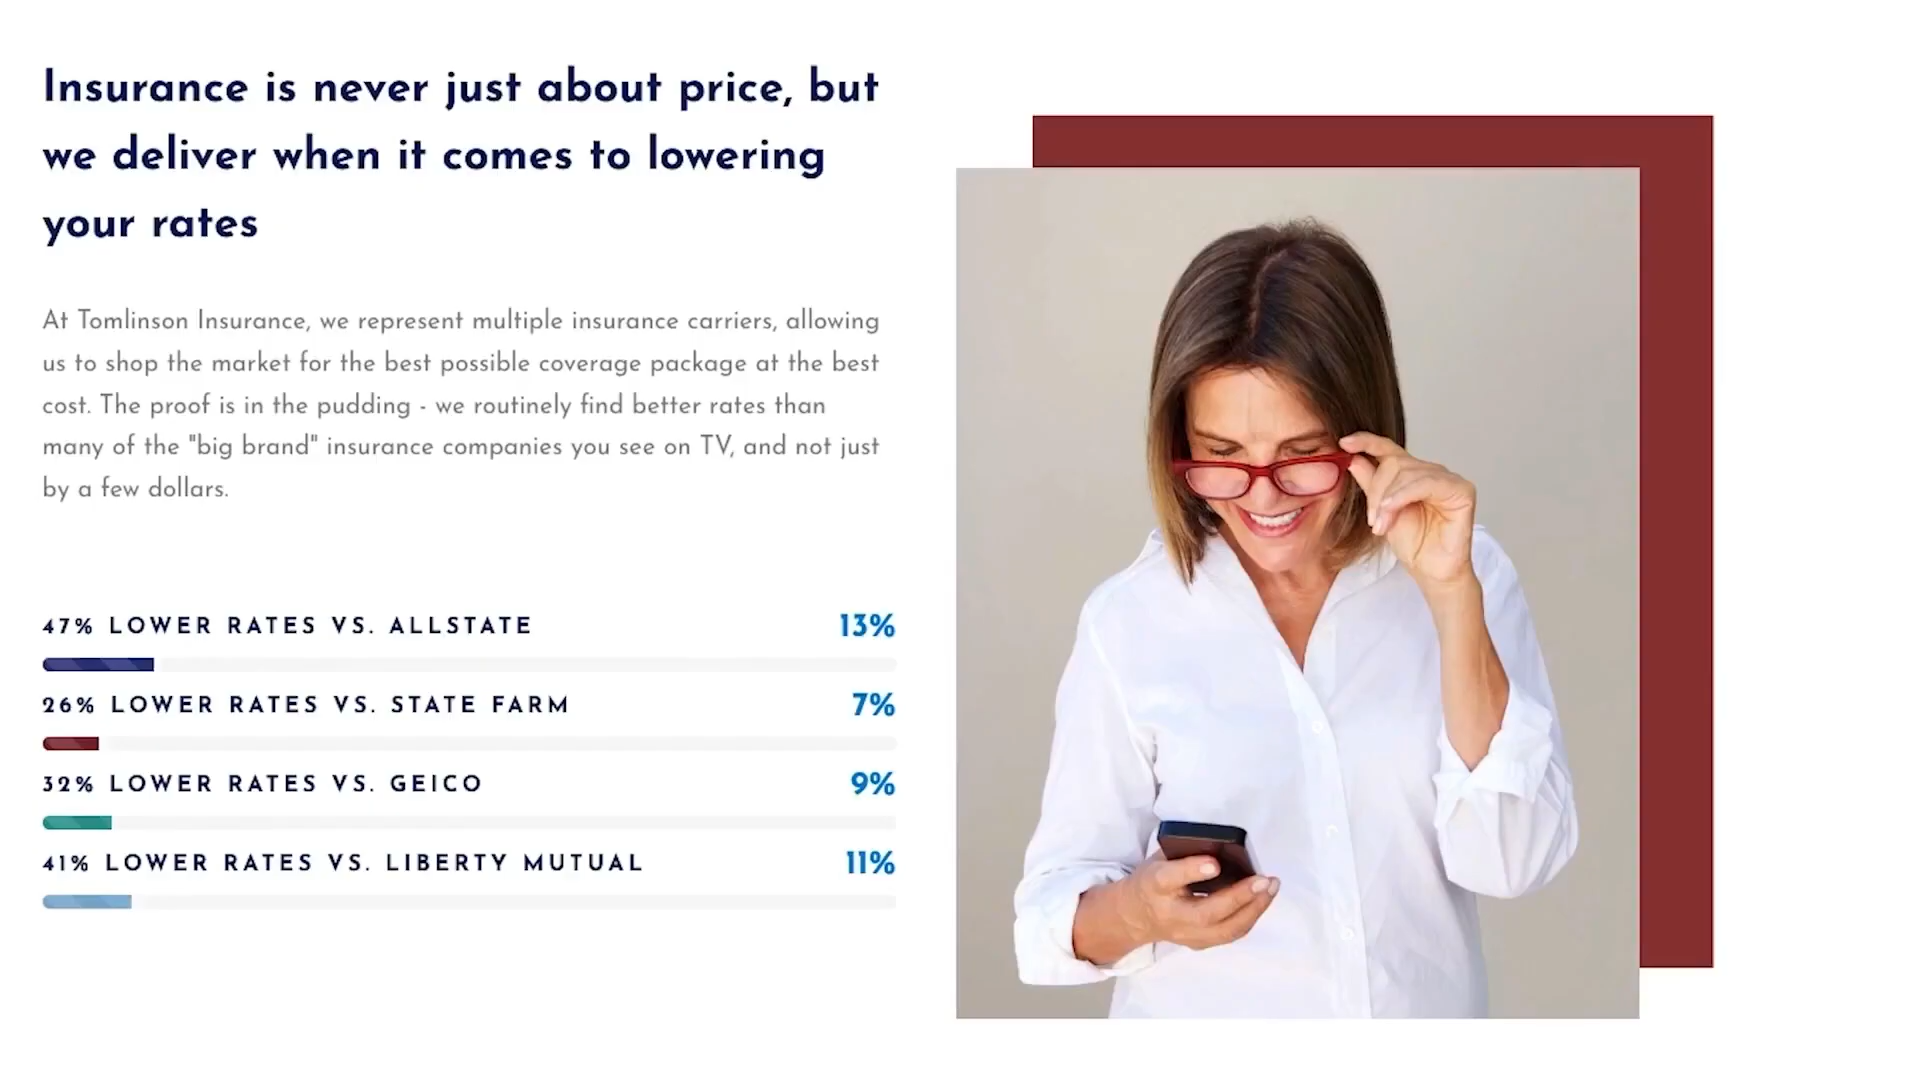 Insurance is never just about price, but
we deliver when it comes to lowering
your rates
At Tomlinson Insurance, we represent multiple insurance carriers, allowing
us to shop the market for the best possible coverage package at the best
cost. The proof is in the pudding - we routinely find better rates than
many of the "big brand" insurance companies you see on TV, and not just
by a few dollars.
47% LOWER RATES VS. ALLSTATE 13%
26% LOWER RATES VS. STATE FARM 7%
32% LOWER RATES VS. GEICO 9%
41% LOWER RATES VS. LIBERTY MUTUAL 11%